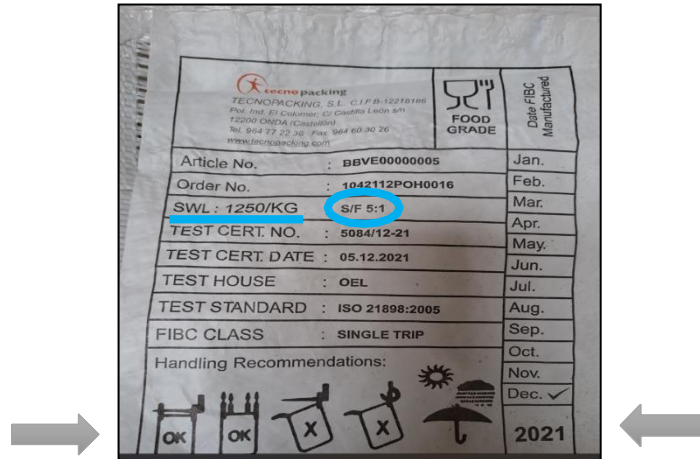 tecnopacking
TECNOPACKING, S.L. C.I.F B-12218186
Pol. Ind. El Colomer, C/ Castilla León s/n
12200 ONDA (Castellón)
Tel. 964 77 22 36 Fax 964 60 30 26
www.tecnopacking.com
FOOD
GRADE
Date FIBC
Manufactured
Article No. : BBVE00000005
Jan.
Order No. : 1042112POH0016
Feb.
SWL : 1250/KG S/F 5:1
Mar.
TEST CERT. NO. : 5084/12-21
Apr.
May.
TEST CERT. DATE : 05.12.2021
Jun.
TEST HOUSE : OEL
Jul.
TEST STANDARD : ISO 21898:2005
Aug.
FIBC CLASS : SINGLE TRIP
Sep.
Handling Recommendations:
Oct.
Nov.
Dec. ✓
OK OK X X
2021